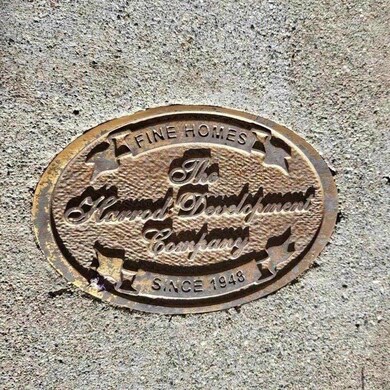 FINE HOMES
The
Harrod Development
Company
SINCE 1948